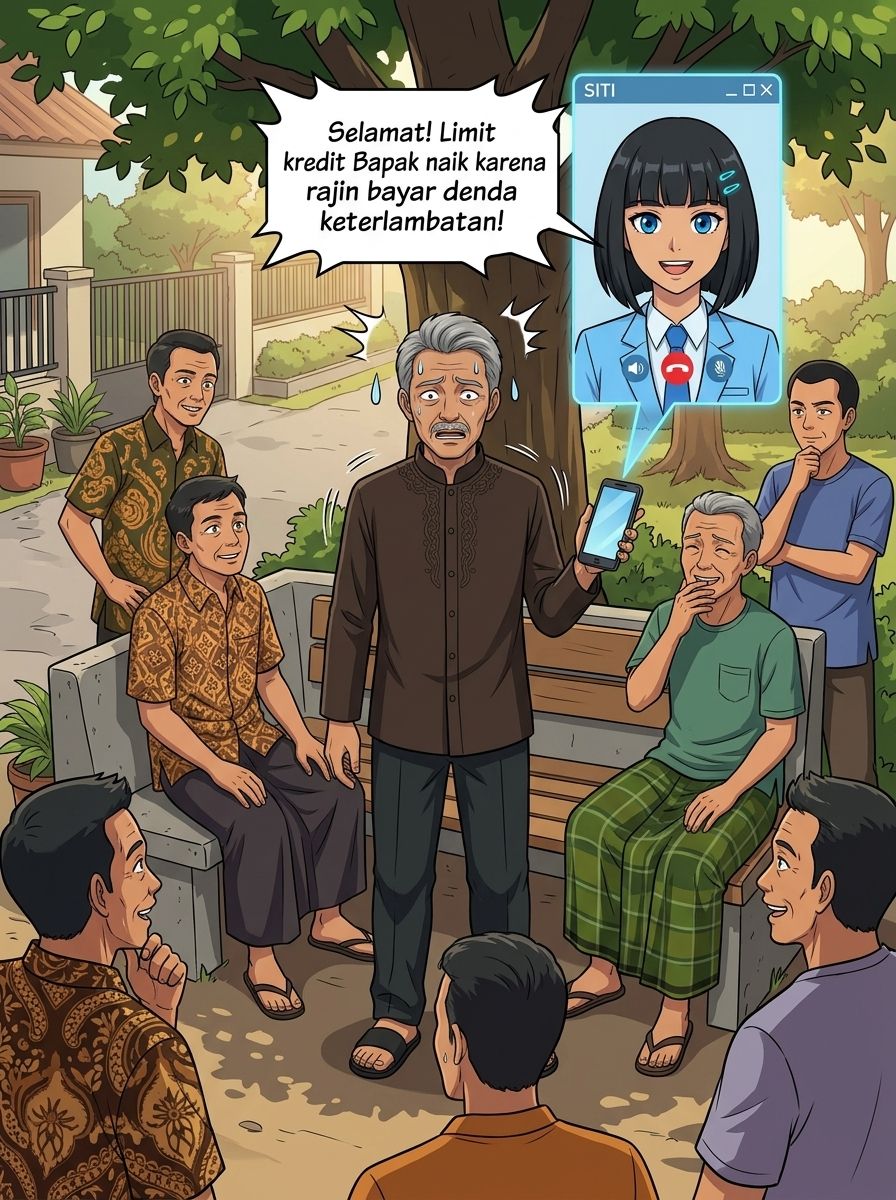 Selamat! Limit
kredit Bapak naik karena
rajin bayar denda
keterlambatan!
SITI